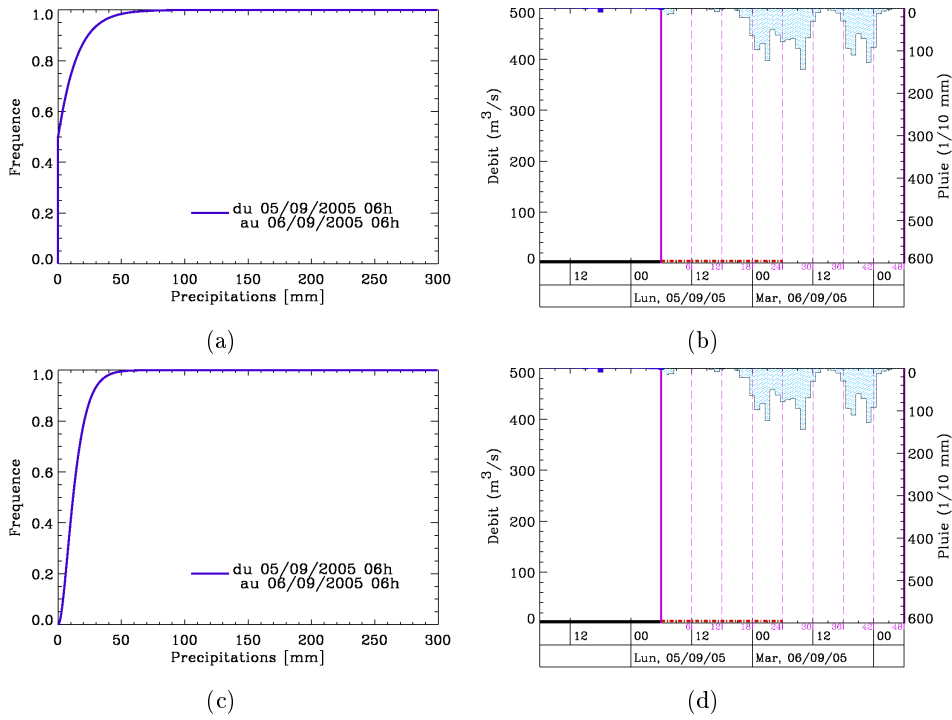 1.0
0.8
0.6
0.4
0.2
0.0
Frequence
du 05/09/2005 06h
au 06/09/2005 06h
0 50 100 150 200 250 300
Precipitations [mm]
(a)
500
400
300
200
100
0
Debit (m³/s)
0
100
200
300
400
500
600
Pluie (1/10 mm)
6 12 18 24 30 36 42 48
12 00 12 00 12 00
Lun, 05/09/05 Mar, 06/09/05
(b)
1.0
0.8
0.6
0.4
0.2
0.0
Frequence
du 05/09/2005 06h
au 06/09/2005 06h
0 50 100 150 200 250 300
Precipitations [mm]
(c)
500
400
300
200
100
0
Debit (m³/s)
0
100
200
300
400
500
600
Pluie (1/10 mm)
6 12 18 24 30 36 42 48
12 00 12 00 12 00
Lun, 05/09/05 Mar, 06/09/05
(d)